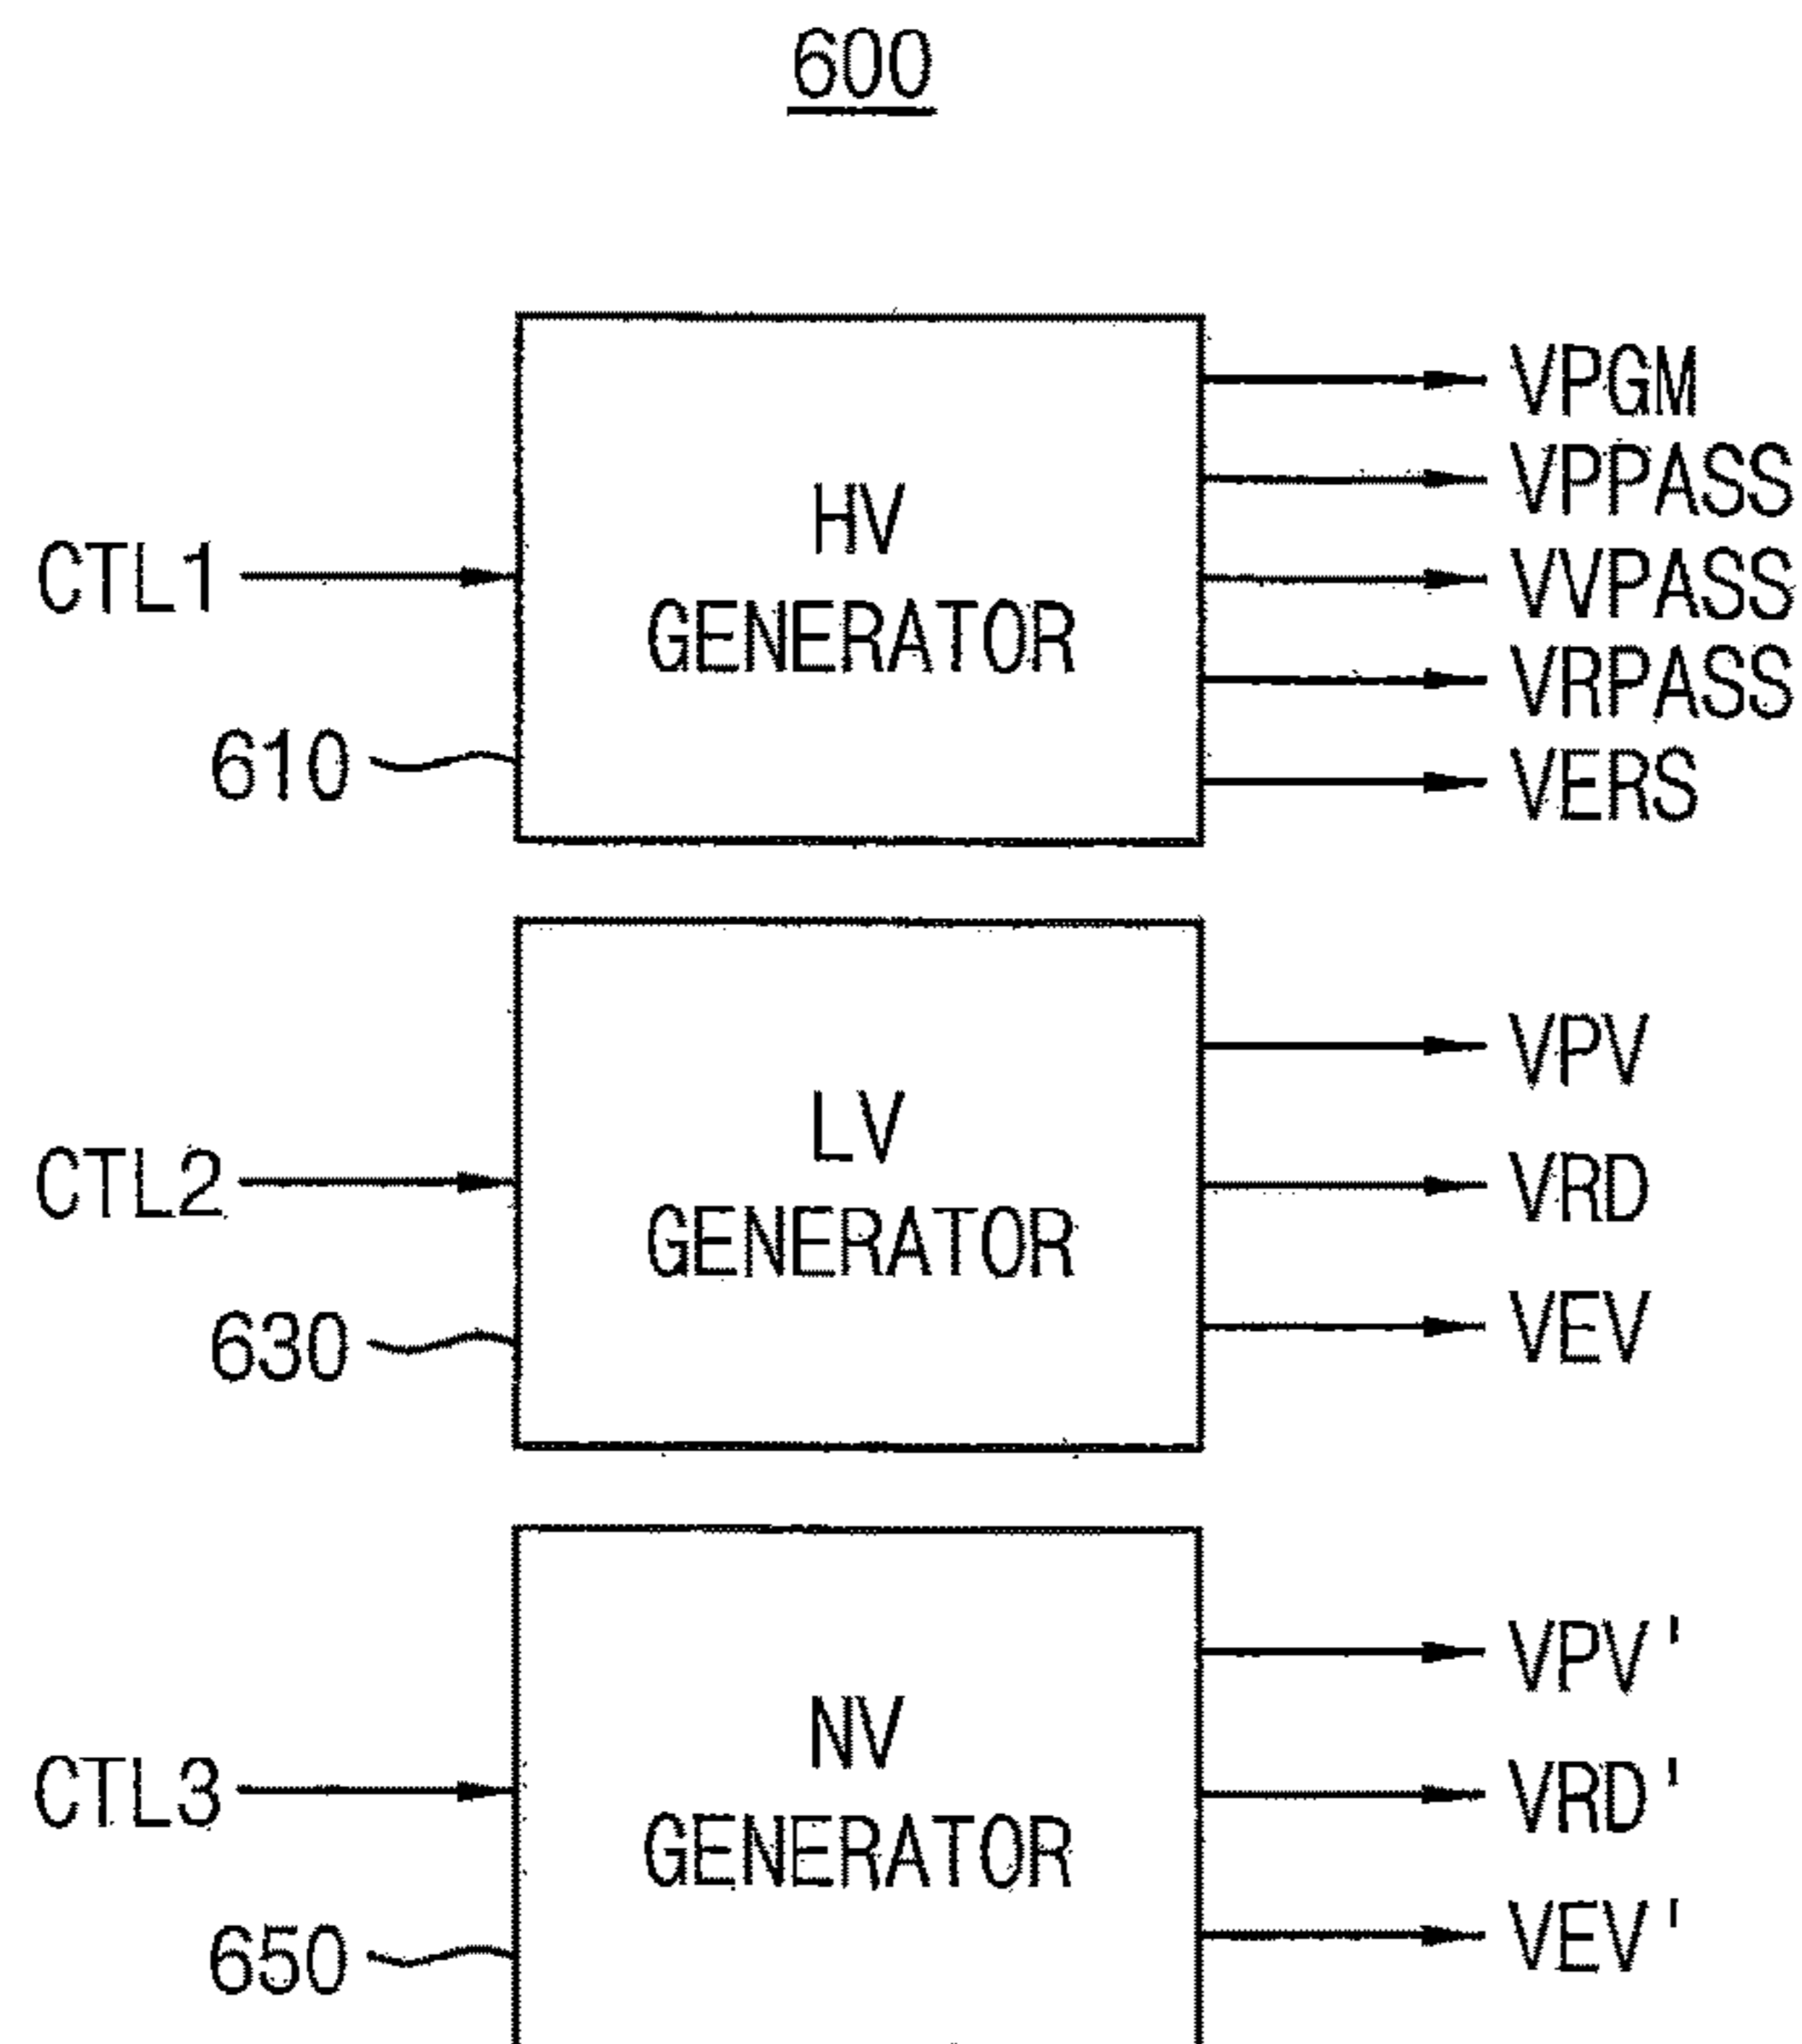 600
HV
GENERATOR
CTL1
610
VPGM
VPPASS
VVPASS
VRPASS
VERS
LV
GENERATOR
CTL2
630
VPV
VRD
VEV
NV
GENERATOR
CTL3
650
VPV'
VRD'
VEV'